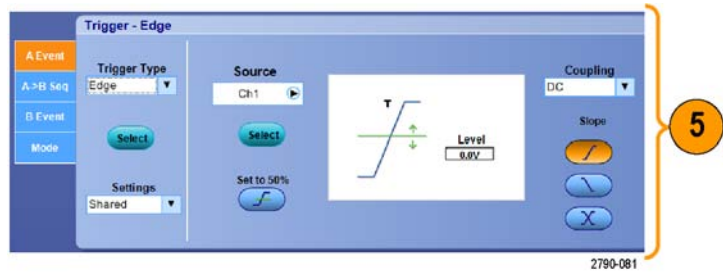 Trigger - Edge
A Event
A->B Seq
B Event
Mode
Trigger Type
Edge
Select
Settings
Shared
Source
Ch1
Select
Set to 50%
T
Level
0.0V
Coupling
DC
Slope
5
2790-081